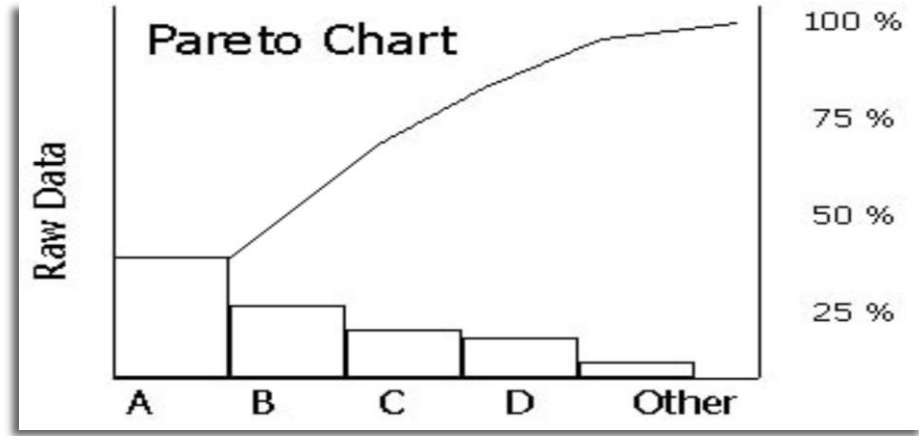 Pareto Chart
Raw Data
100 %
75 %
50 %
25 %
A B C D Other